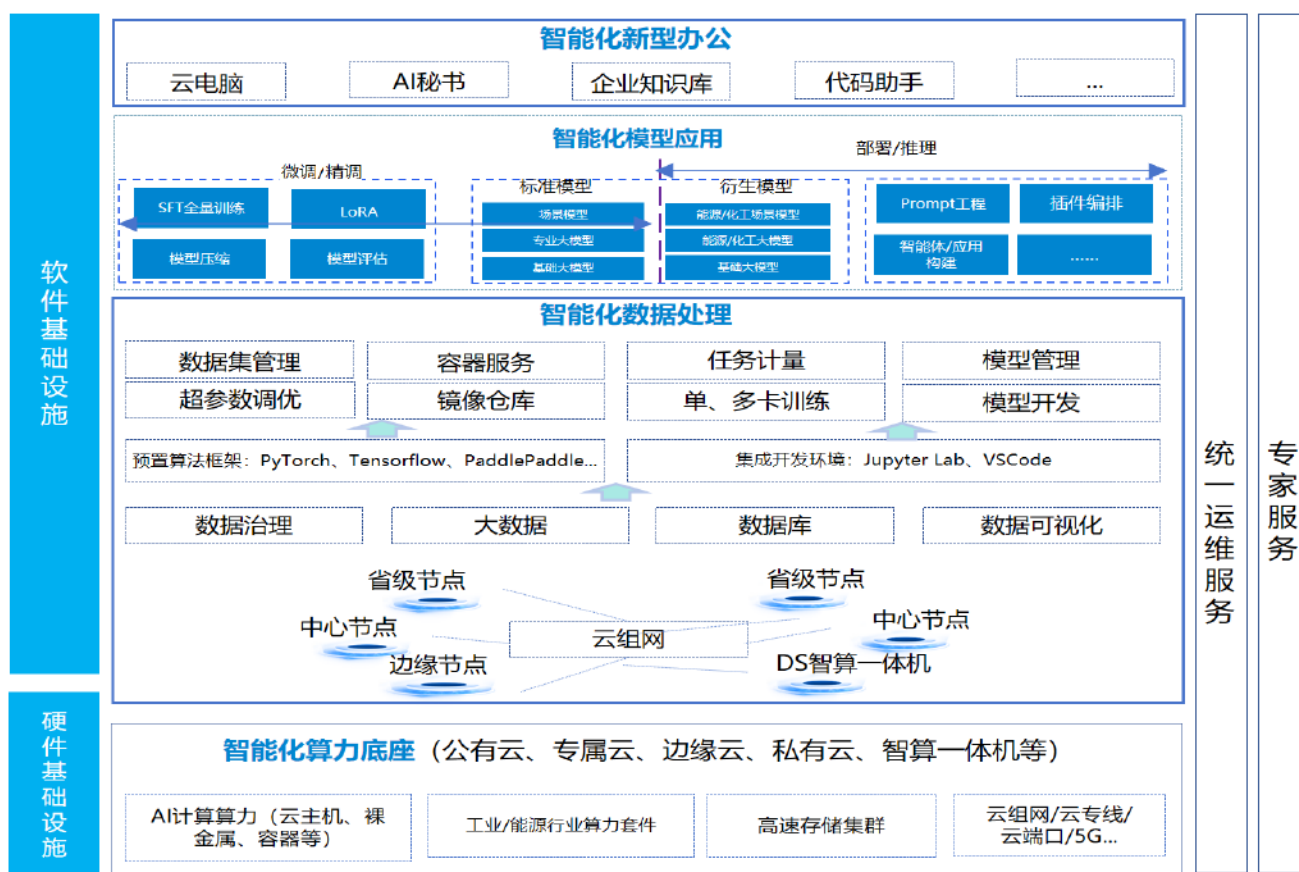 智能化新型办公
云电脑
AI秘书
企业知识库
代码助手
...
智能化模型应用
微调/精调
部署/推理
SFT全量训练
LoRA
模型压缩
模型评估
标准模型
场景模型
专业大模型
基础大模型
衍生模型
能源/化工场景模型
能源/化工大模型
基础大模型
Prompt工程
插件编排
智能体/应用
构建
......
智能化数据处理
数据集管理
容器服务
任务计量
模型管理
超参数调优
镜像仓库
单、多卡训练
模型开发
预置算法框架：PyTorch、Tensorflow、PaddlePaddle...
集成开发环境：Jupyter Lab、VSCode
数据治理
大数据
数据库
数据可视化
省级节点
省级节点
中心节点
云组网
中心节点
边缘节点
DS智算一体机
软件基础设施
智能化算力底座（公有云、专属云、边缘云、私有云、智算一体机等）
AI计算算力（云主机、裸
金属、容器等）
工业/能源行业算力套件
高速存储集群
云组网/云专线/
云端口/5G...
硬件基础设施
统一运维服务
专家服务